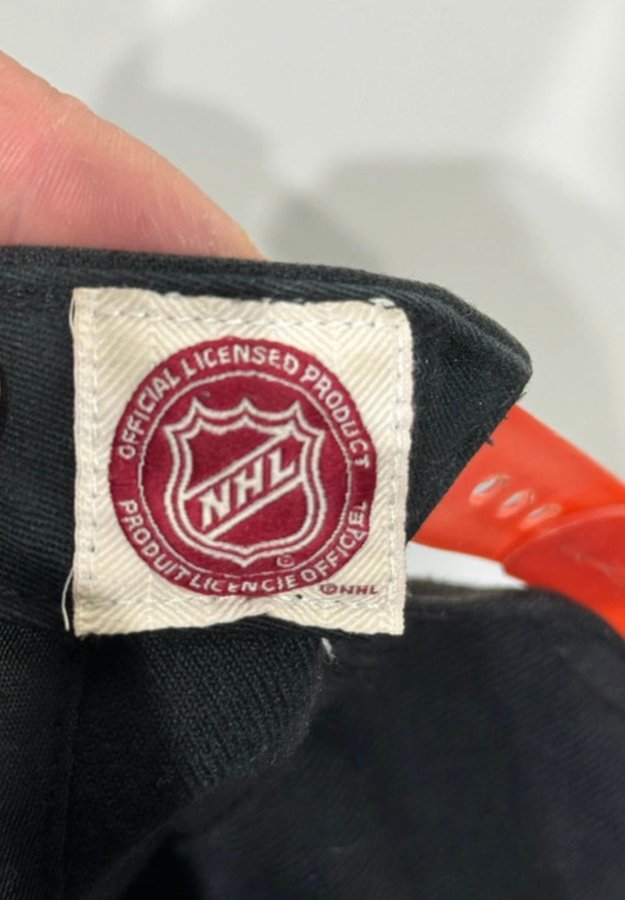 OFFICIAL LICENSED PRODUCT
NHL
PRODUIT LICENCIE OFFICIEL
©
©NHL